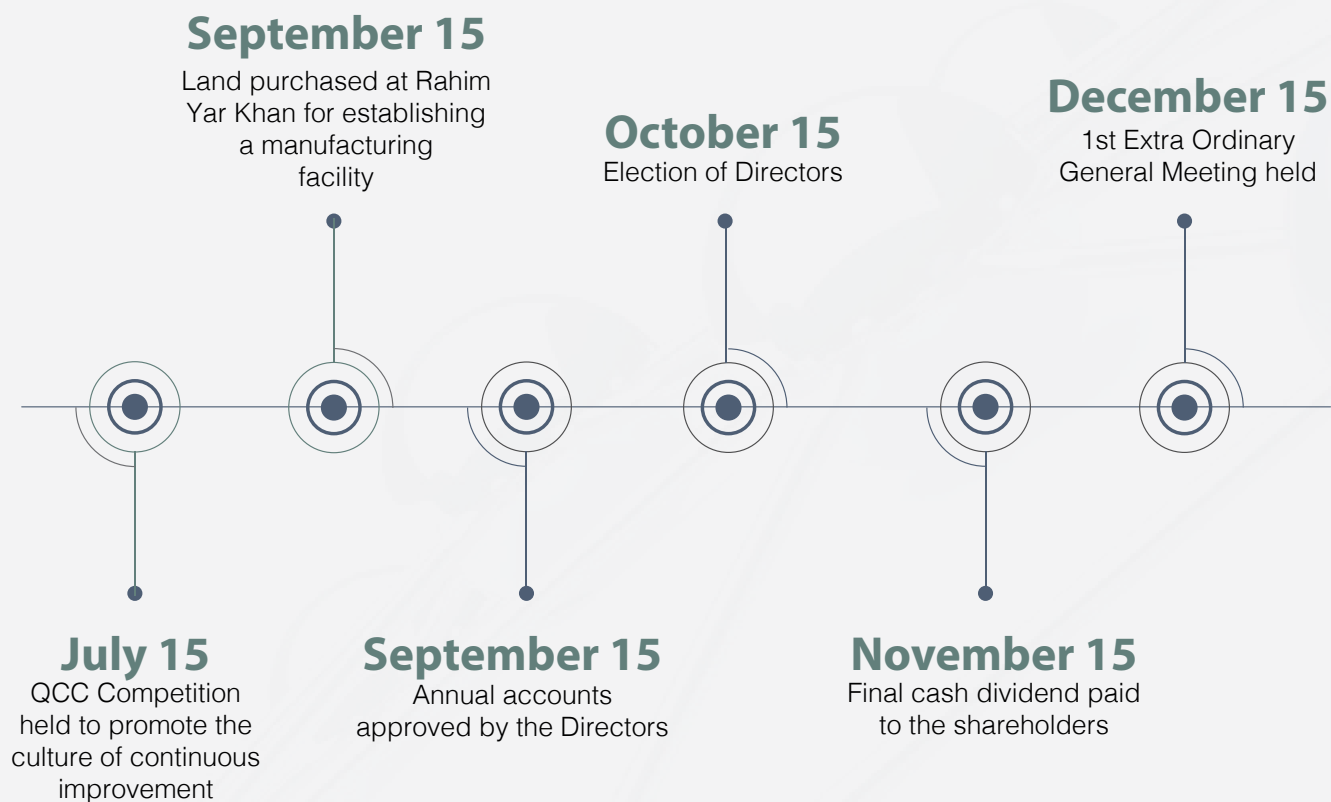 September 15
Land purchased at Rahim
Yar Khan for establishing
a manufacturing
facility
October 15
Election of Directors
December 15
1st Extra Ordinary
General Meeting held
July 15
QCC Competition
held to promote the
culture of continuous
improvement
September 15
Annual accounts
approved by the Directors
November 15
Final cash dividend paid
to the shareholders